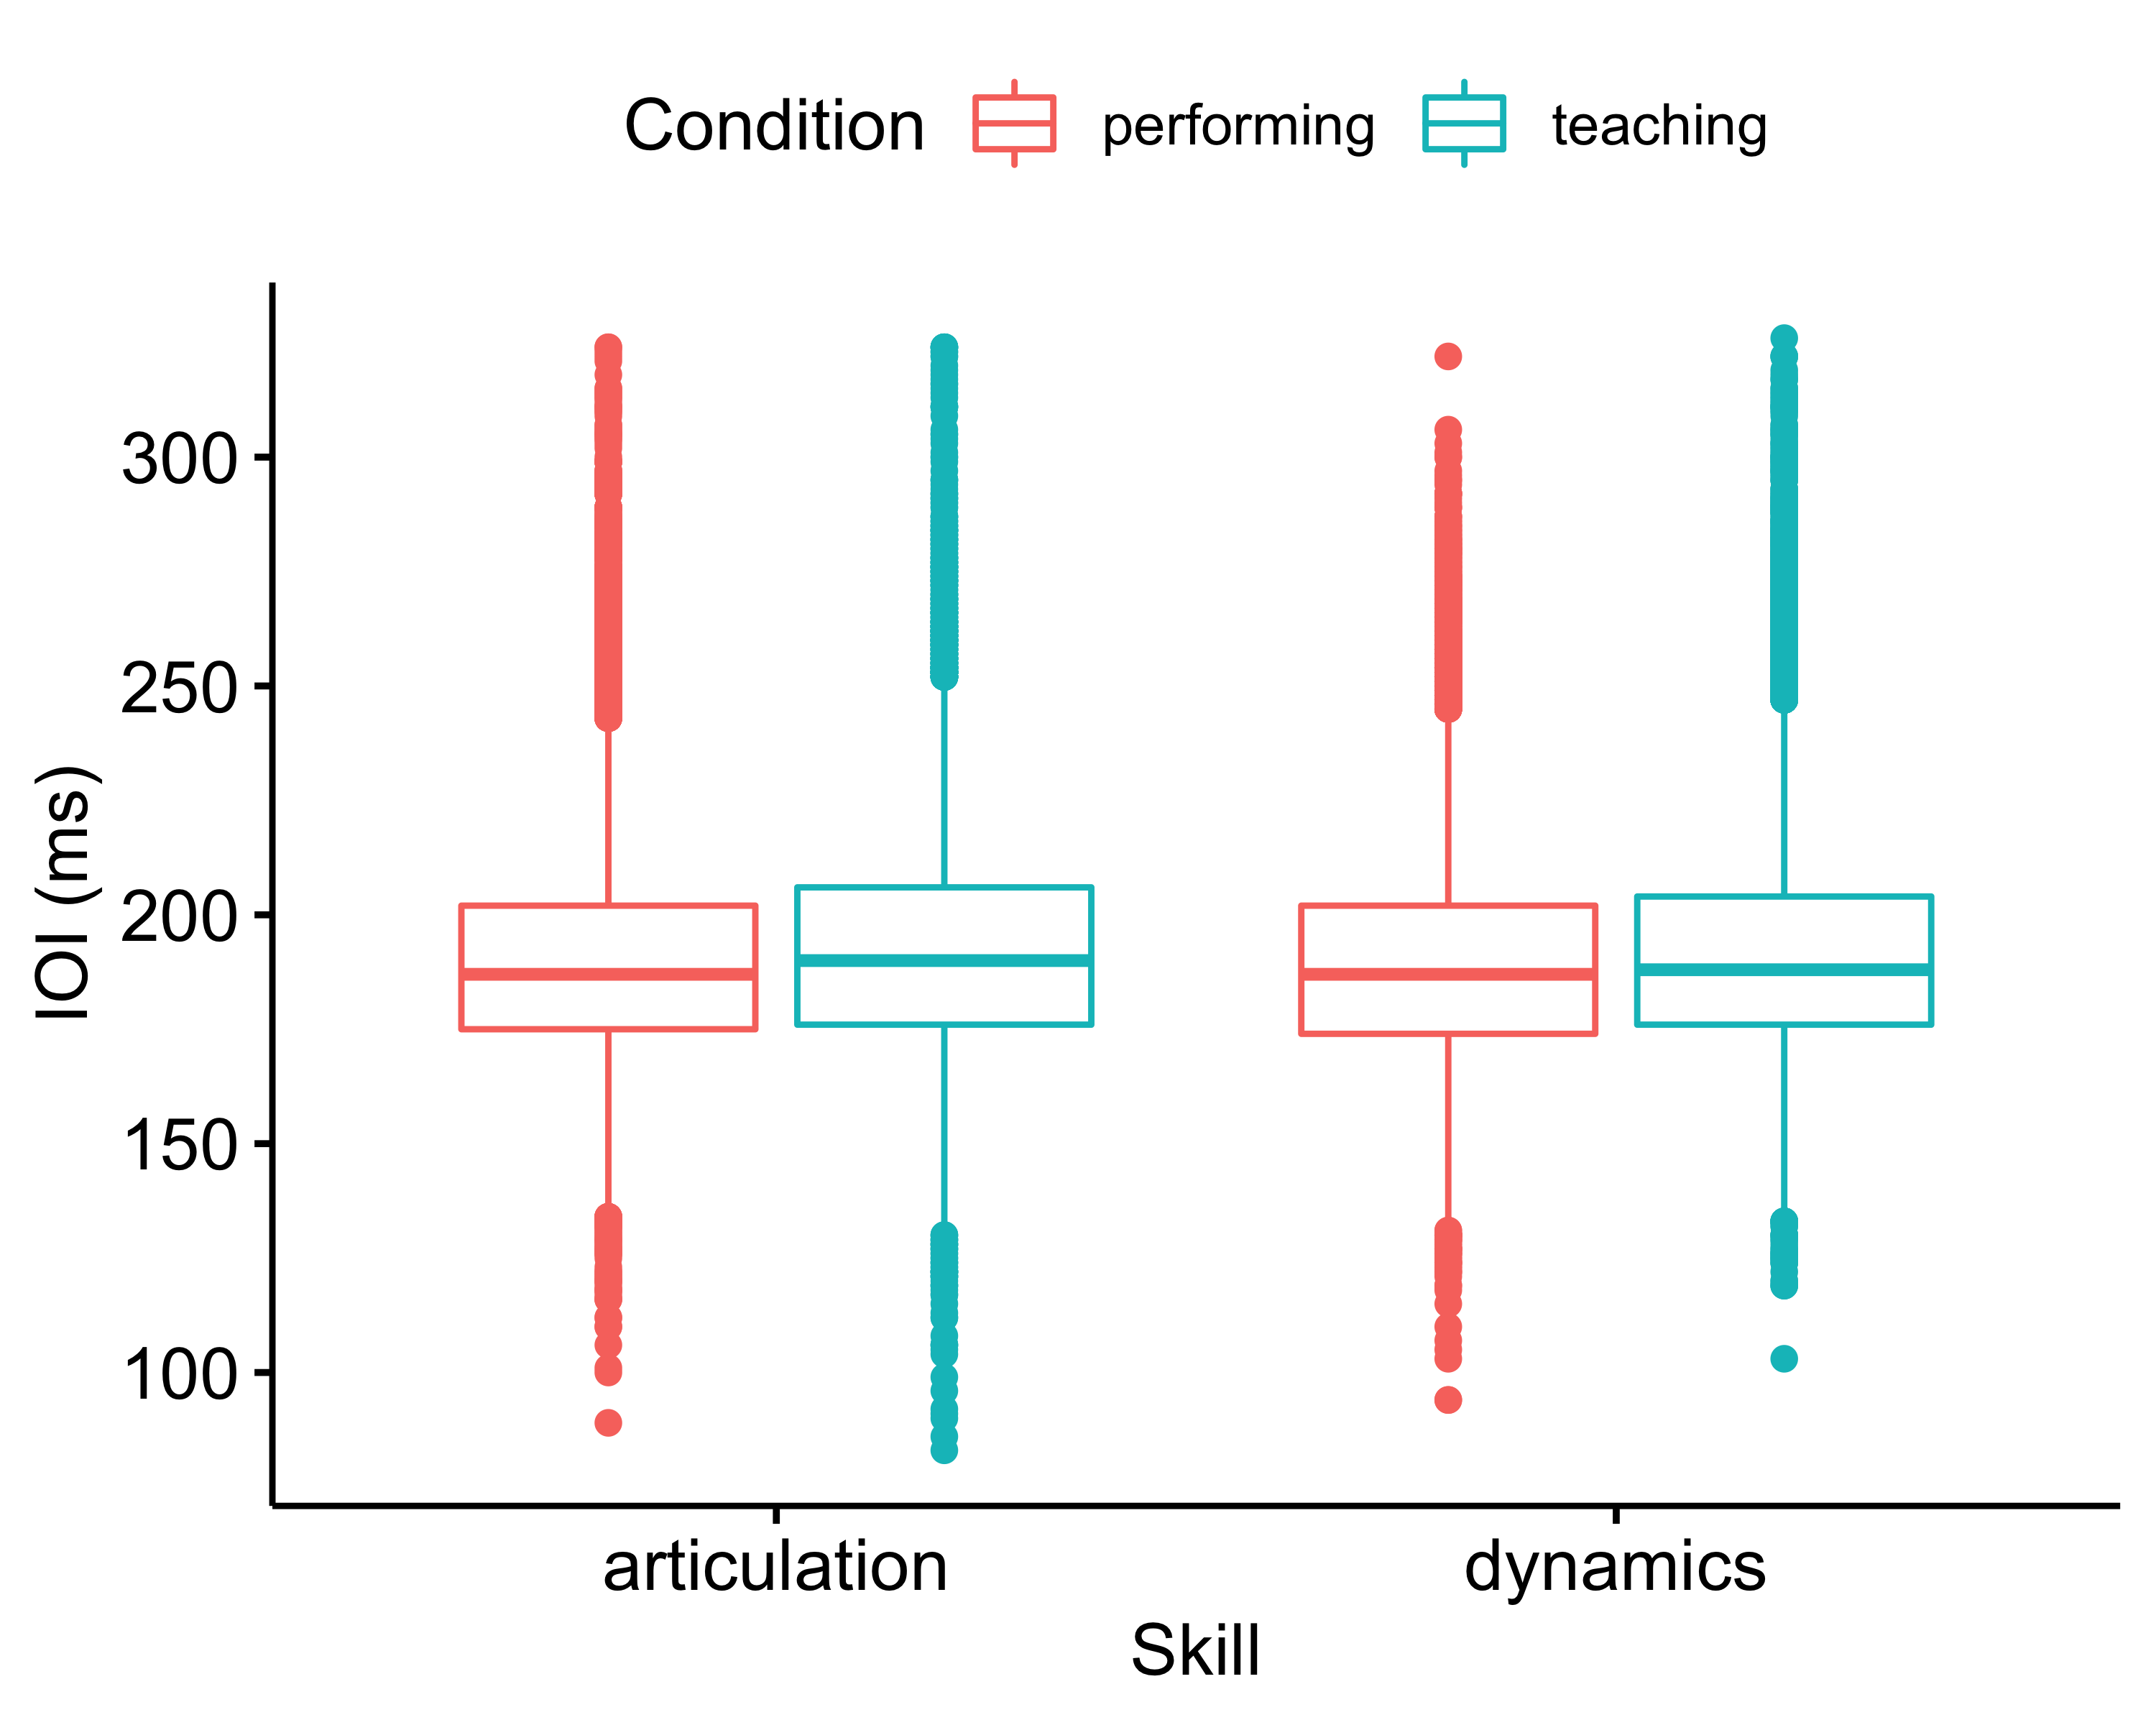 Condition performing teaching
300
250
200
150
100
IOI (ms)
articulation dynamics
Skill